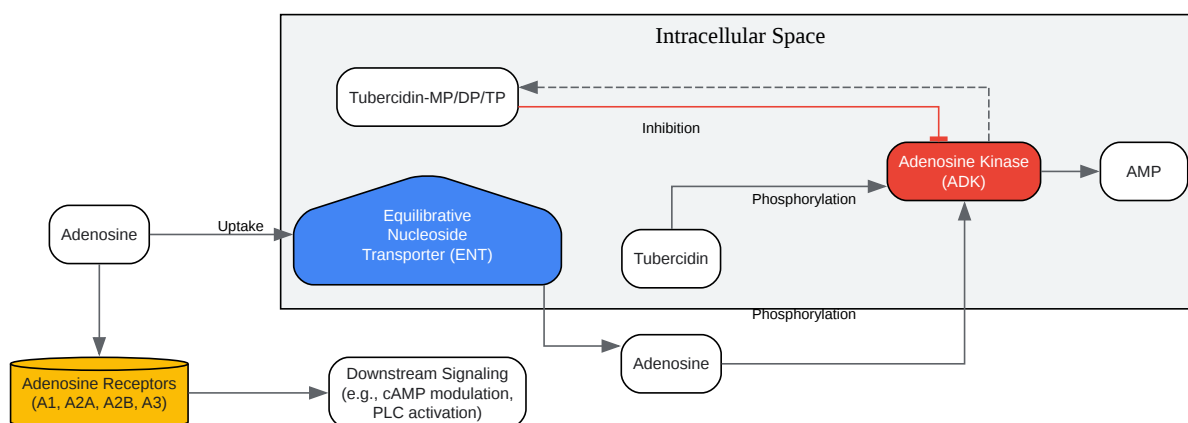 Intracellular Space
Tubercidin-MP/DP/TP
Inhibition
Adenosine Kinase
(ADK)
AMP
Phosphorylation
Equilibrative
Nucleoside
Transporter (ENT)
Adenosine
Uptake
Tubercidin
Phosphorylation
Adenosine
Adenosine Receptors
(A1, A2A, A2B, A3)
Downstream Signaling
(e.g., cAMP modulation,
PLC activation)